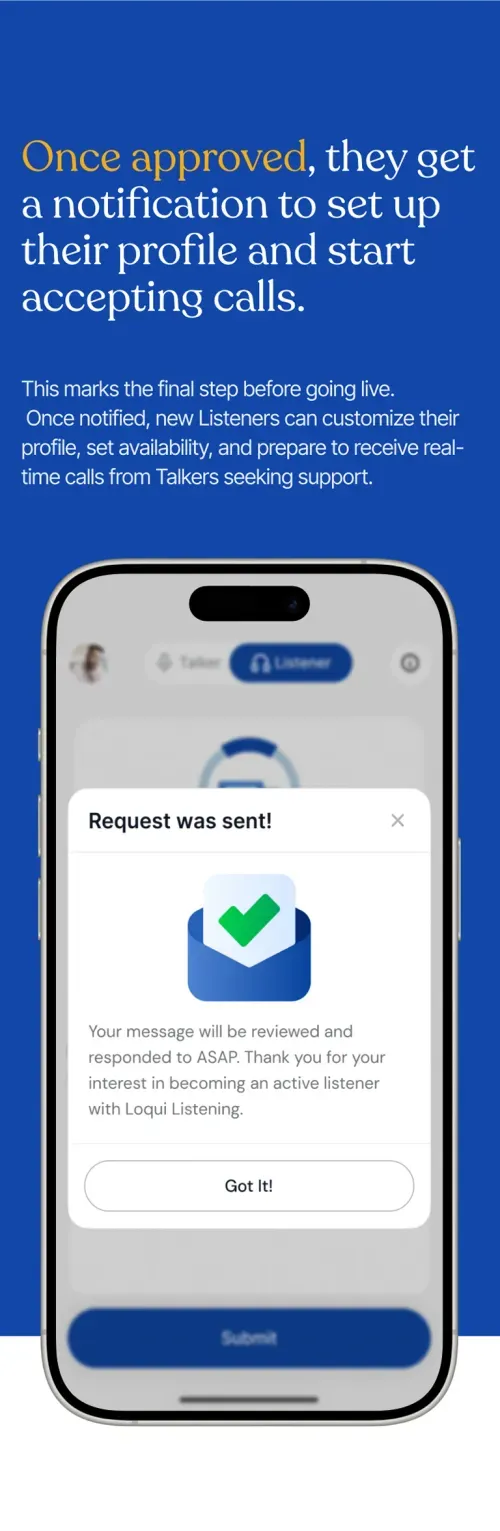 Once approved, they get
a notification to set up
their profile and start
accepting calls.
This marks the final step before going live.
Once notified, new Listeners can customize their
profile, set availability, and prepare to receive real-
time calls from Talkers seeking support.
Talker
Listener
Request was sent!
Your message will be reviewed and
responded to ASAP. Thank you for your
interest in becoming an active listener
with Loqui Listening.
Got It!
Submit